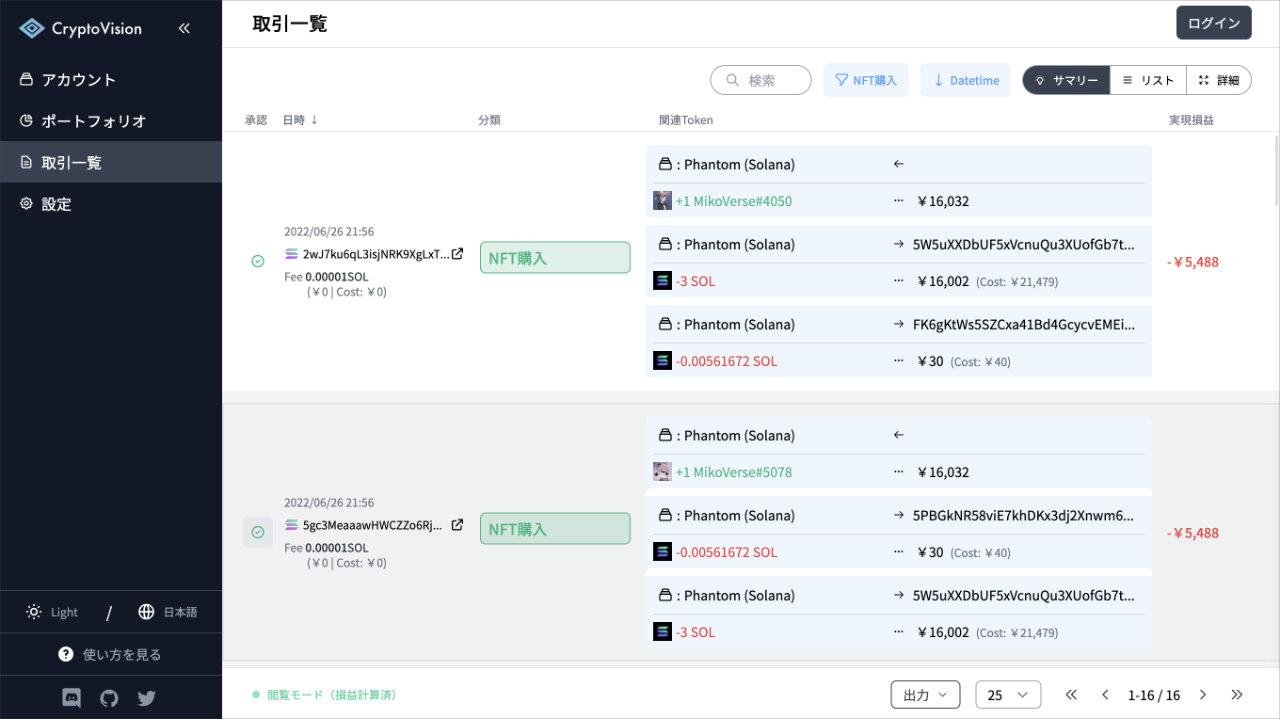 CryptoVision
アカウント
ポートフォリオ
取引一覧
設定
Light / 日本語
使い方を見る
取引一覧
ログイン
検索
NFT購入
Datetime
サマリー
リスト
詳細
承認 日時 ↓ 分類 関連Token 実現損益
2022/06/26 21:56
2wJ7ku6qL3isjNRK9XgLxT...
Fee 0.00001SOL
(￥0 | Cost: ￥0)
NFT購入
: Phantom (Solana) ←
+1 MikoVerse#4050 ... ￥16,032
: Phantom (Solana) → 5W5uXXDbUF5xVcnuQu3XUofGb7t...
-3 SOL ... ￥16,002 (Cost: ￥21,479)
: Phantom (Solana) → FK6gKtWs5SZCxa41Bd4GcycvEMEi...
-0.00561672 SOL ... ￥30 (Cost: ￥40)
-￥5,488
2022/06/26 21:56
5gc3MeaaawHWCZZo6Rj...
Fee 0.00001SOL
(￥0 | Cost: ￥0)
NFT購入
: Phantom (Solana) ←
+1 MikoVerse#5078 ... ￥16,032
: Phantom (Solana) → 5PBGkNR58viE7khDKx3dj2Xnwm6...
-0.00561672 SOL ... ￥30 (Cost: ￥40)
: Phantom (Solana) → 5W5uXXDbUF5xVcnuQu3XUofGb7t...
-3 SOL ... ￥16,002 (Cost: ￥21,479)
-￥5,488
閲覧モード（損益計算済）
出力
25
1-16 / 16